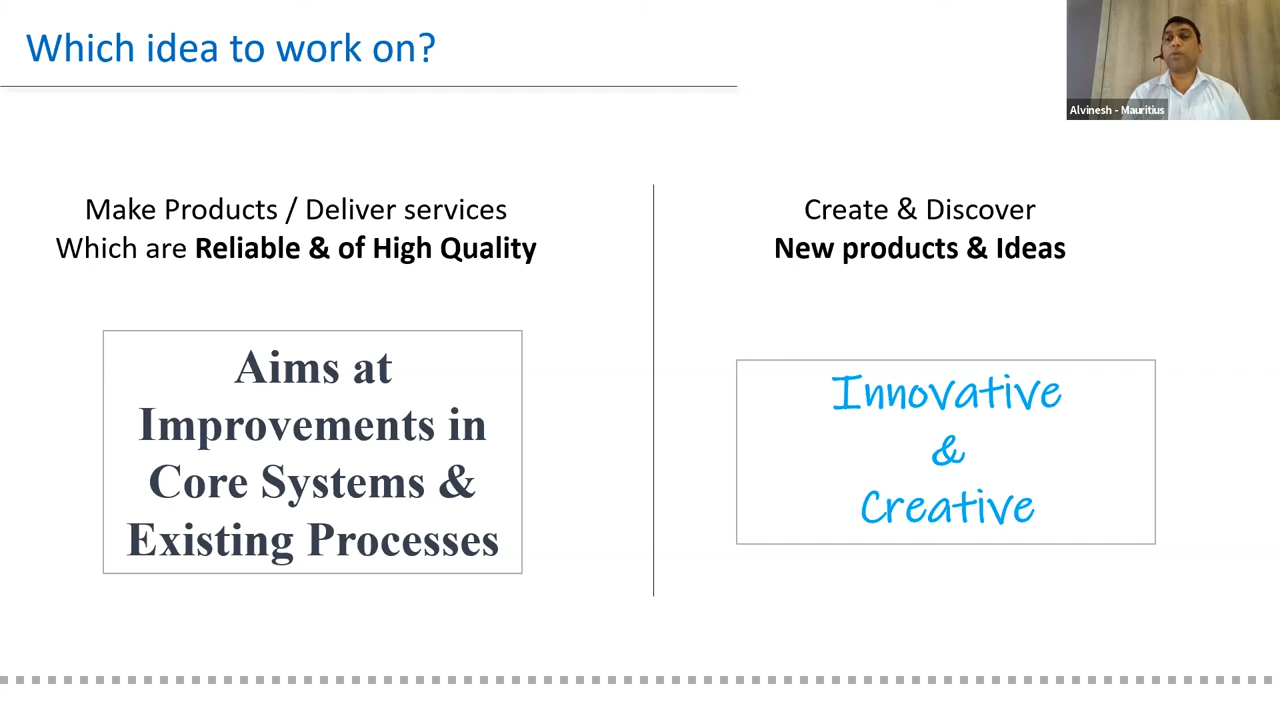 Which idea to work on?
Alvinesh - Mauritius
Make Products / Deliver services
Which are Reliable & of High Quality
Aims at
Improvements in
Core Systems &
Existing Processes
Create & Discover
New products & Ideas
Innovative
&
Creative